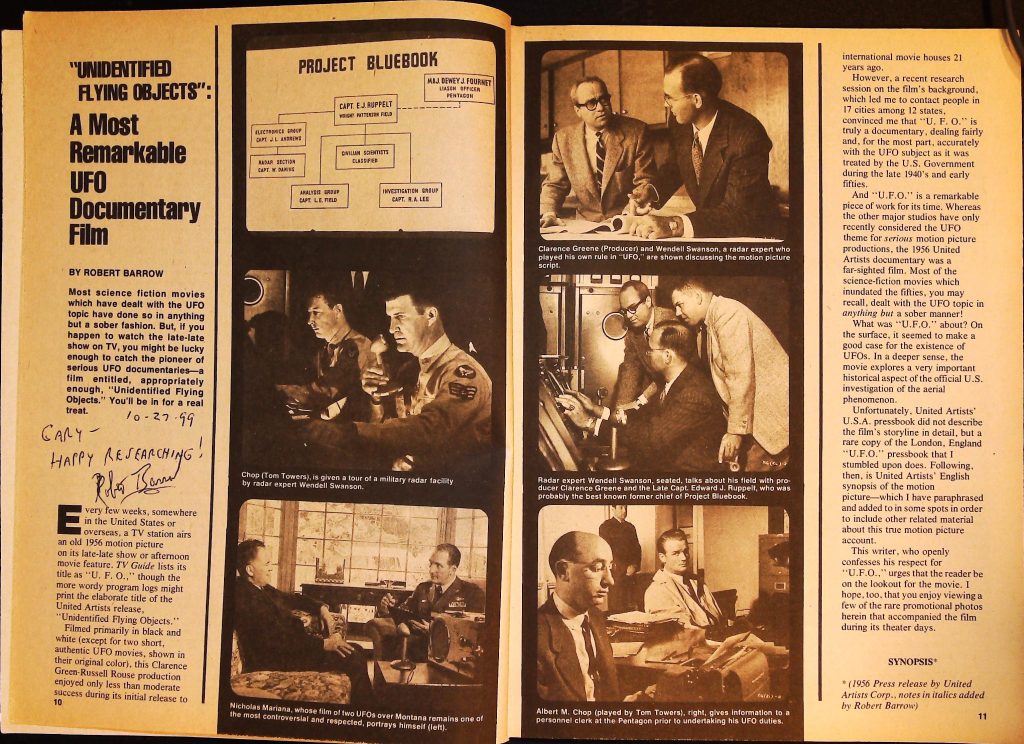 "UNIDENTIFIED
FLYING OBJECTS":
A Most
Remarkable
UFO
Documentary
Film
BY ROBERT BARROW
Most science fiction movies
which have dealt with the UFO
topic have done so in anything
but a sober fashion. But, if you
happen to watch the late-late
show on TV, you might be lucky
enough to catch the pioneer of
serious UFO documentaries—a
film entitled, appropriately
enough, "Unidentified Flying
Objects." You'll be in for a real
treat.
10-27-99
GARY—
HAPPY RESEARCHING!
Robert Barrow
Every few weeks, somewhere
in the United States or
overseas, a TV station airs
an old 1956 motion picture
on its late-late show or afternoon
movie feature. TV Guide lists its
title as "U. F. O.," though the
more wordy program logs might
print the elaborate title of the
United Artists release,
"Unidentified Flying Objects."
Filmed primarily in black and
white (except for two short,
authentic UFO movies, shown in
their original color), this Clarence
Green-Russell Rouse production
enjoyed only less than moderate
success during its initial release to
10
PROJECT BLUEBOOK
MAJ. DEWEY J. FOURNET
LIASON OFFICER
PENTAGON
CAPT. E.J. RUPPELT
WRIGHT PATTERSON FIELD
ELECTRONICS GROUP
CAPT. J. L. ANDREWS
RADAR SECTION
CAPT. W. DAVIDS
CIVILIAN SCIENTISTS
CLASSIFIED
ANALYSIS GROUP
CAPT. L.E. FIELD
INVESTIGATION GROUP
CAPT. R.A. LEG
Chop (Tom Towers), is given a tour of a military radar facility
by radar expert Wendell Swanson.
Nicholas Mariana, whose film of two UFOs over Montana remains one of
the most controversial and respected, portrays himself (left).
Clarence Greene (Producer) and Wendell Swanson, a radar expert who
played his own rule in "UFO," are shown discussing the motion picture
script.
Radar expert Wendell Swanson, seated, talks about his field with pro-
ducer Clarence Greene and the Late Capt. Edward J. Ruppelt, who was
probably the best known former chief of Project Bluebook.
Albert M. Chop (played by Tom Towers), right, gives information to a
personnel clerk at the Pentagon prior to undertaking his UFO duties.
international movie houses 21
years ago.
However, a recent research
session on the film's background,
which led me to contact people in
17 cities among 12 states,
convinced me that "U. F. O." is
truly a documentary, dealing fairly
and, for the most part, accurately
with the UFO subject as it was
treated by the U.S. Government
during the late 1940's and early
fifties.
And "U.F.O." is a remarkable
piece of work for its time. Whereas
the other major studios have only
recently considered the UFO
theme for serious motion picture
productions, the 1956 United
Artists documentary was a
far-sighted film. Most of the
science-fiction movies which
inundated the fifties, you may
recall, dealt with the UFO topic in
anything but a sober manner!
What was "U.F.O." about? On
the surface, it seemed to make a
good case for the existence of
UFOs. In a deeper sense, the
movie explores a very important
historical aspect of the official U.S.
investigation of the aerial
phenomenon.
Unfortunately, United Artists'
U.S.A. pressbook did not describe
the film's storyline in detail, but a
rare copy of the London, England
"U.F.O." pressbook that I
stumbled upon does. Following,
then, is United Artists' English
synopsis of the motion
picture—which I have paraphrased
and added to in some spots in order
to include other related material
about this true motion picture
account.
This writer, who openly
confesses his respect for
"U.F.O.," urges that the reader be
on the lookout for the movie. I
hope, too, that you enjoy viewing a
few of the rare promotional photos
herein that accompanied the film
during its theater days.
SYNOPSIS*
* (1956 Press release by United
Artists Corp., notes in italics added
by Robert Barrow)
11